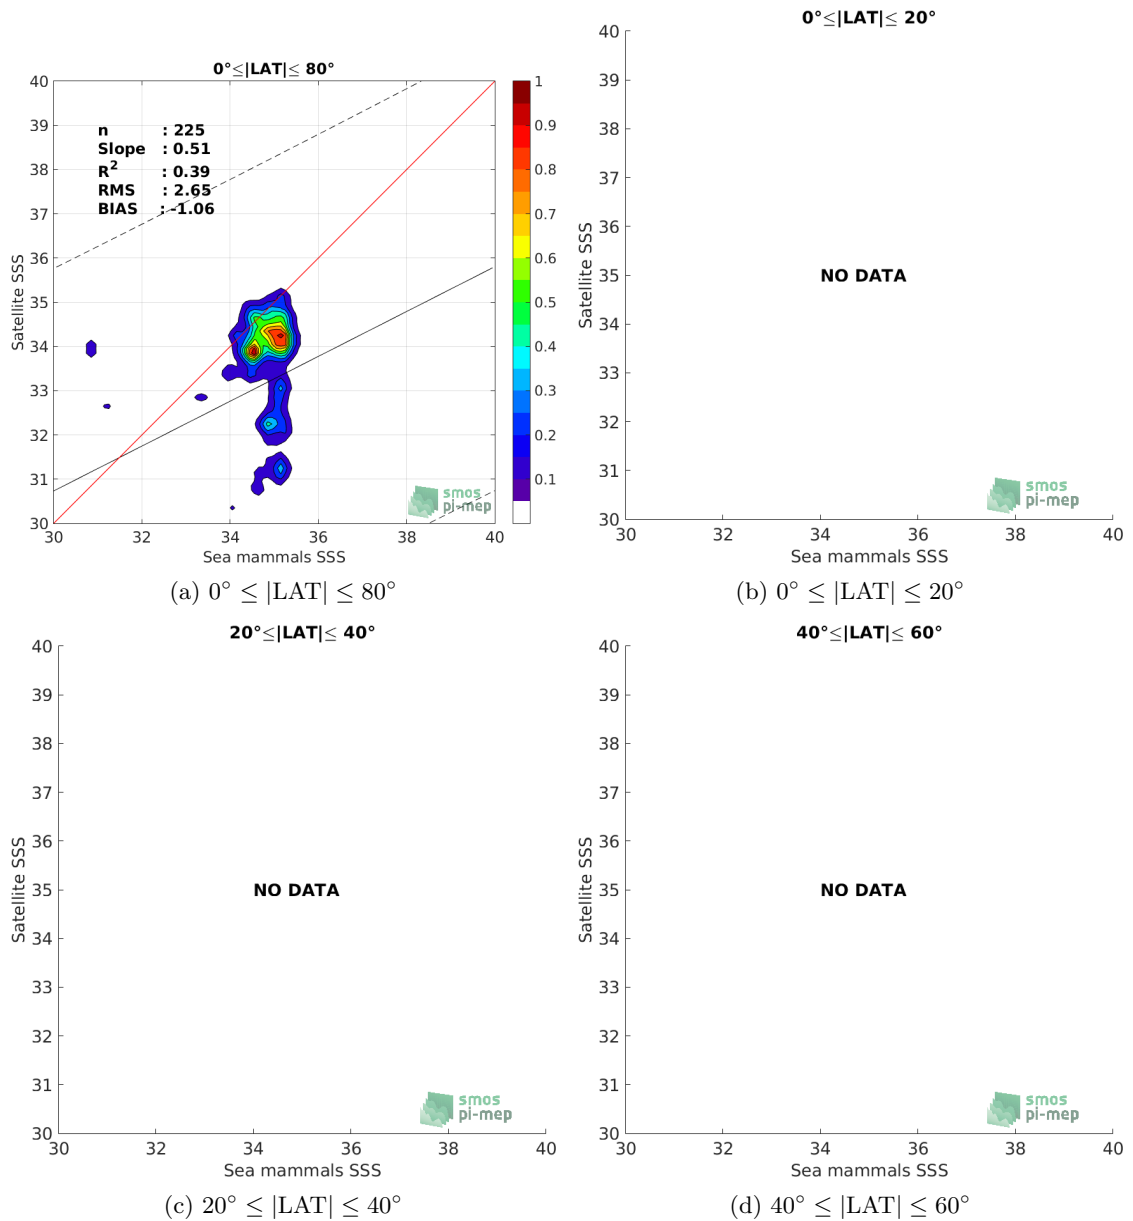 0°≤|LAT|≤ 80°
40
39
38
37
36
35
34
33
32
31
30
Satellite SSS
n : 225
Slope : 0.51
R² : 0.39
RMS : 2.65
BIAS : -1.06
1
0.9
0.8
0.7
0.6
0.5
0.4
0.3
0.2
0.1
smos
pi-mep
30 32 34 36 38 40
Sea mammals SSS
(a) 0° ≤ |LAT| ≤ 80°
0°≤|LAT|≤ 20°
40
39
38
37
36
35
34
33
32
31
30
Satellite SSS
NO DATA
smos
pi-mep
30 32 34 36 38 40
Sea mammals SSS
(b) 0° ≤ |LAT| ≤ 20°
20°≤|LAT|≤ 40°
40
39
38
37
36
35
34
33
32
31
30
Satellite SSS
NO DATA
smos
pi-mep
30 32 34 36 38 40
Sea mammals SSS
(c) 20° ≤ |LAT| ≤ 40°
40°≤|LAT|≤ 60°
40
39
38
37
36
35
34
33
32
31
30
Satellite SSS
NO DATA
smos
pi-mep
30 32 34 36 38 40
Sea mammals SSS
(d) 40° ≤ |LAT| ≤ 60°